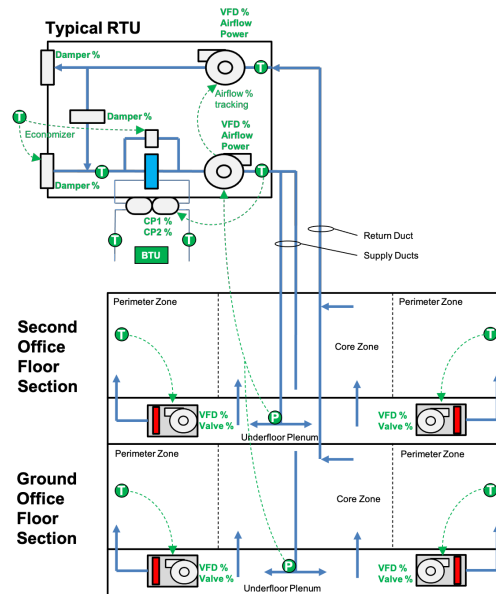 Typical RTU
VFD %
Airflow
Power
Damper %
T
Damper %
Airflow %
tracking
T
Economizer
VFD %
Airflow
Power
T
T
T
Damper %
CP1 %
CP2 %
T
T
BTU
Return Duct
Supply Ducts
Second
Office
Floor
Section
Perimeter Zone
Perimeter Zone
T
T
Core Zone
VFD %
Valve %
P
VFD %
Valve %
Underfloor Plenum
Ground
Office
Floor
Section
Perimeter Zone
Perimeter Zone
T
T
Core Zone
VFD %
Valve %
P
VFD %
Valve %
Underfloor Plenum